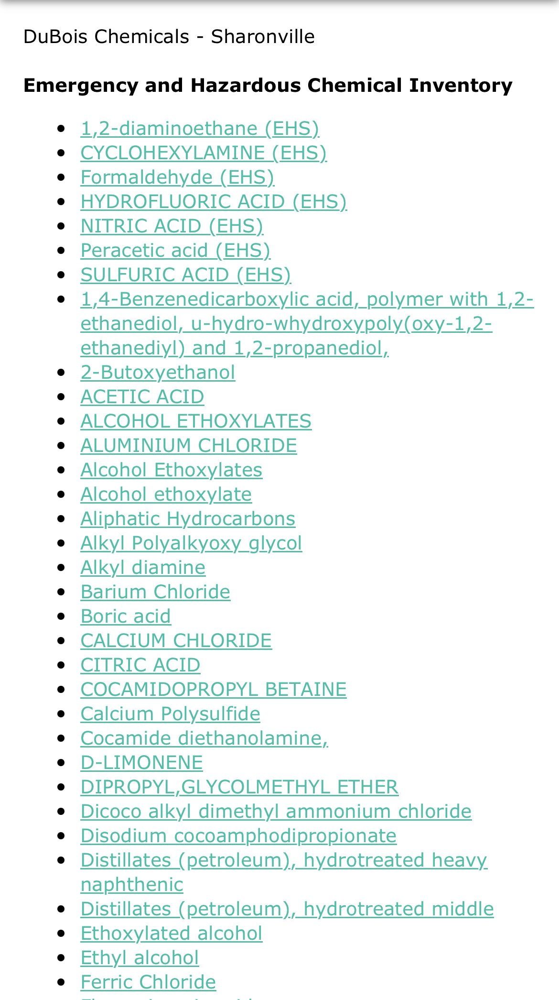 DuBois Chemicals - Sharonville
Emergency and Hazardous Chemical Inventory
1,2-diaminoethane (EHS)
CYCLOHEXYLAMINE (EHS)
Formaldehyde (EHS)
HYDROFLUORIC ACID (EHS)
NITRIC ACID (EHS)
Peracetic acid (EHS)
SULFURIC ACID (EHS)
1,4-Benzenedicarboxylic acid, polymer with 1,2-
ethanediol, u-hydro-whydroxypoly(oxy-1,2-
ethanediyl) and 1,2-propanediol,
2-Butoxyethanol
ACETIC ACID
ALCOHOL ETHOXYLATES
ALUMINIUM CHLORIDE
Alcohol Ethoxylates
Alcohol ethoxylate
Aliphatic Hydrocarbons
Alkyl Polyalkyoxy glycol
Alkyl diamine
Barium Chloride
Boric acid
CALCIUM CHLORIDE
CITRIC ACID
COCAMIDOPROPYL BETAINE
Calcium Polysulfide
Cocamide diethanolamine,
D-LIMONENE
DIPROPYL,GLYCOLMETHYL ETHER
Dicoco alkyl dimethyl ammonium chloride
Disodium cocoamphodipropionate
Distillates (petroleum), hydrotreated heavy
naphthenic
Distillates (petroleum), hydrotreated middle
Ethoxylated alcohol
Ethyl alcohol
Ferric Chloride